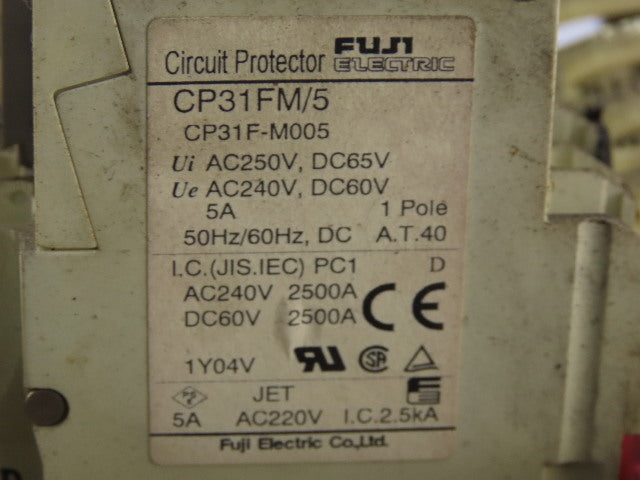 Circuit Protector FUJI ELECTRIC
CP31FM/5
CP31F-M005
Ui AC250V, DC65V
Ue AC240V, DC60V
5A 1 Pole
50Hz/60Hz, DC A.T.40
I.C.(JIS.IEC) PC1 D
AC240V 2500A
DC60V 2500A CE
1Y04V RU SA
JET
5A AC220V I.C.2.5kA
Fuji Electric Co.,Ltd.